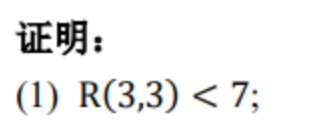 证明：
(1) R(3,3) < 7;